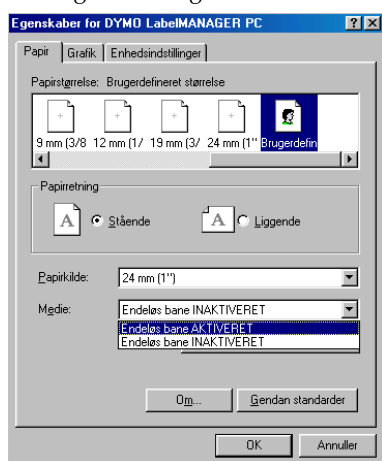 Egenskaber for DYMO LabelMANAGER PC
Papir Grafik Enhedsindstillinger
Papirstørrelse: Brugerdefineret størrelse
9 mm (3/8 12 mm (1/ 19 mm (3/ 24 mm (1" Brugerdefin
Papirretning
A Stående A Liggende
Papirkilde: 24 mm (1")
Medie: Endeløs bane INAKTIVERET
Endeløs bane AKTIVERET
Endeløs bane INAKTIVERET
Om... Gendan standarder
OK Annuller